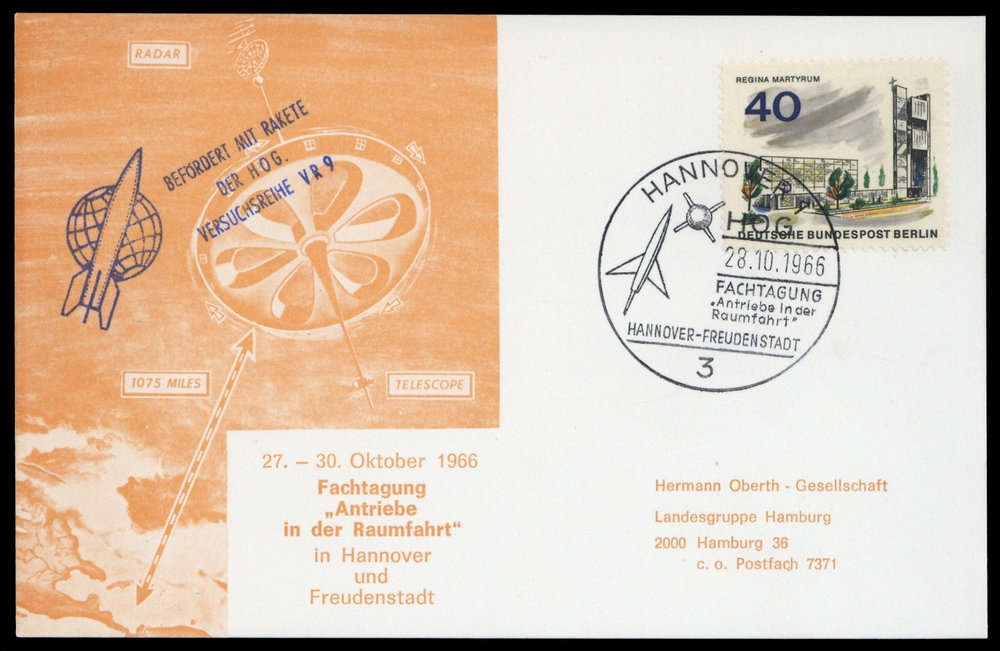 RADAR
BEFÖRDERT MIT RAKETE
DER HOG.
VERSUCHSREIHE VR 9
1075 MILES
TELESCOPE
27. – 30. Oktober 1966
Fachtagung
„Antriebe
in der Raumfahrt“
in Hannover
und
Freudenstadt
REGINA MARTYRUM
40
DEUTSCHE BUNDESPOST BERLIN
HANNOVER
HOG
28.10.1966
FACHTAGUNG
„Antriebe in der
Raumfahrt“
HANNOVER-FREUDENSTADT
3
Hermann Oberth - Gesellschaft
Landesgruppe Hamburg
2000 Hamburg 36
c. o. Postfach 7371